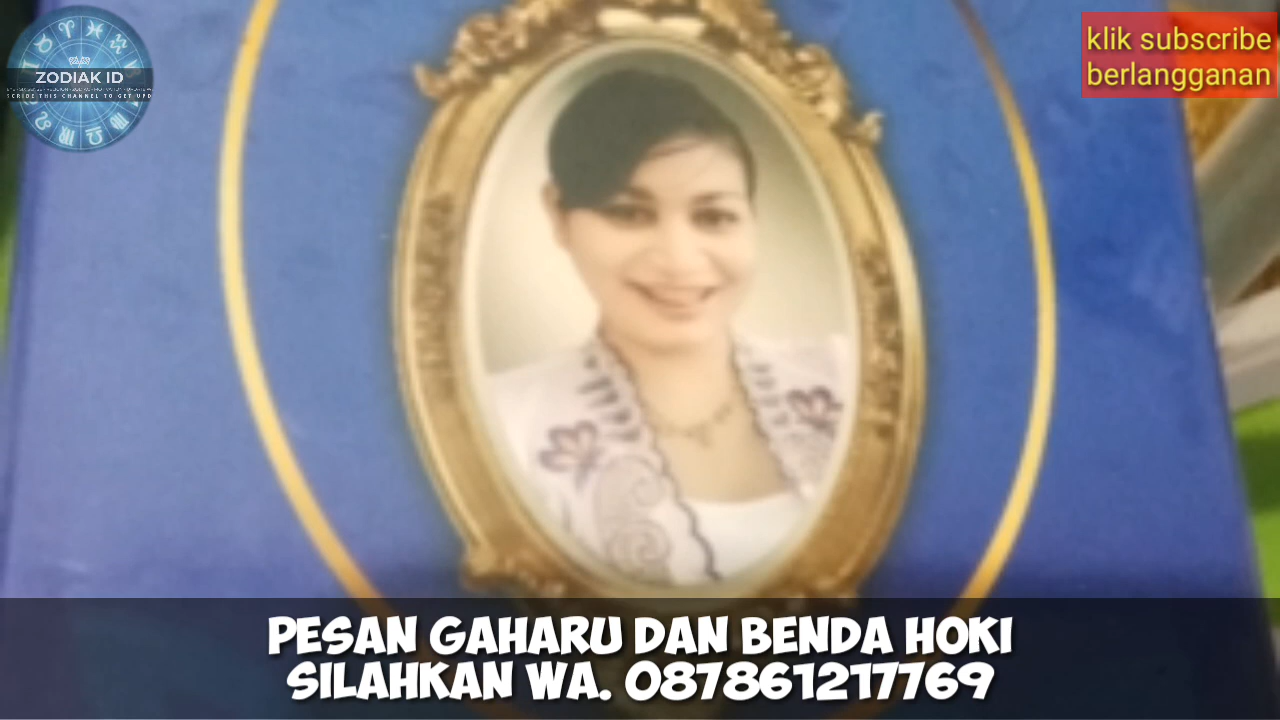 ZODIAK ID
klik subscribe
berlangganan
PESAN GAHARU DAN BENDA HOKI
SILAHKAN WA. 087861217769